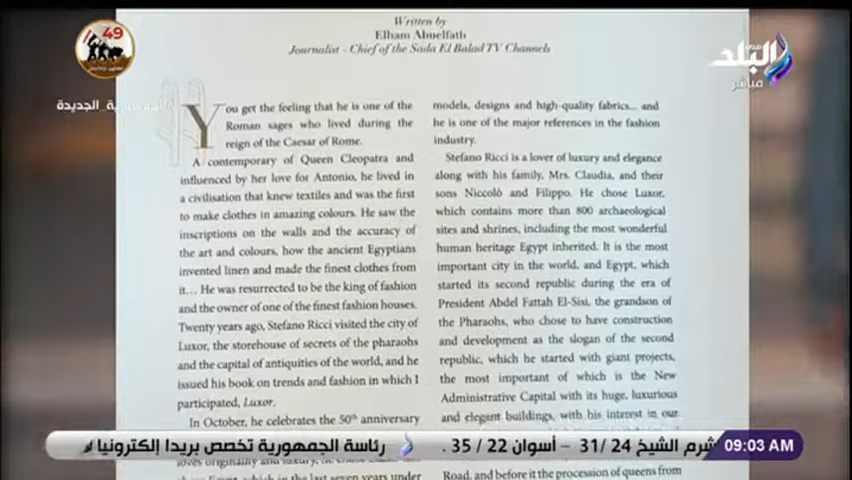 Written by
Elham Abuelfath
Journalist - Chief of the Sada El Balad TV Channels
49
البلد
مباشر
الجمهورية_الجديدة
You get the feeling that he is one of the
Roman sages who lived during the
reign of the Caesar of Rome.
A contemporary of Queen Cleopatra and
influenced by her love for Antonio, he lived in
a civilisation that knew textiles and was the first
to make clothes in amazing colours. He saw the
inscriptions on the walls and the accuracy of
the art and colours, how the ancient Egyptians
invented linen and made the finest clothes from
it... He was resurrected to be the king of fashion
and the owner of one of the finest fashion houses.
Twenty years ago, Stefano Ricci visited the city of
Luxor, the storehouse of secrets of the pharaohs
and the capital of antiquities of the world, and he
issued his book on trends and fashion in which I
participated, Luxor.
In October, he celebrates the 50th anniversary
loves originality and luxury,
Egypt, which in the last seven years under
models, designs and high-quality fabrics... and
he is one of the major references in the fashion
industry.
Stefano Ricci is a lover of luxury and elegance
along with his family, Mrs. Claudia, and their
sons Niccolò and Filippo. He chose Luxor,
which contains more than 800 archaeological
sites and shrines, including the most wonderful
human heritage Egypt inherited. It is the most
important city in the world, and Egypt, which
started its second republic during the era of
President Abdel Fattah El-Sisi, the grandson of
the Pharaohs, who chose to have construction
and development as the slogan of the second
republic, which he started with giant projects,
the most important of which is the New
Administrative Capital with its huge, luxurious
and elegant buildings, with his interest in our
Road, and before it the procession of queens from
شرم الشيخ 24 /31 – أسوان 22 / 35 . رئاسة الجمهورية تخصص بريدا إلكترونيا
09:03 AM